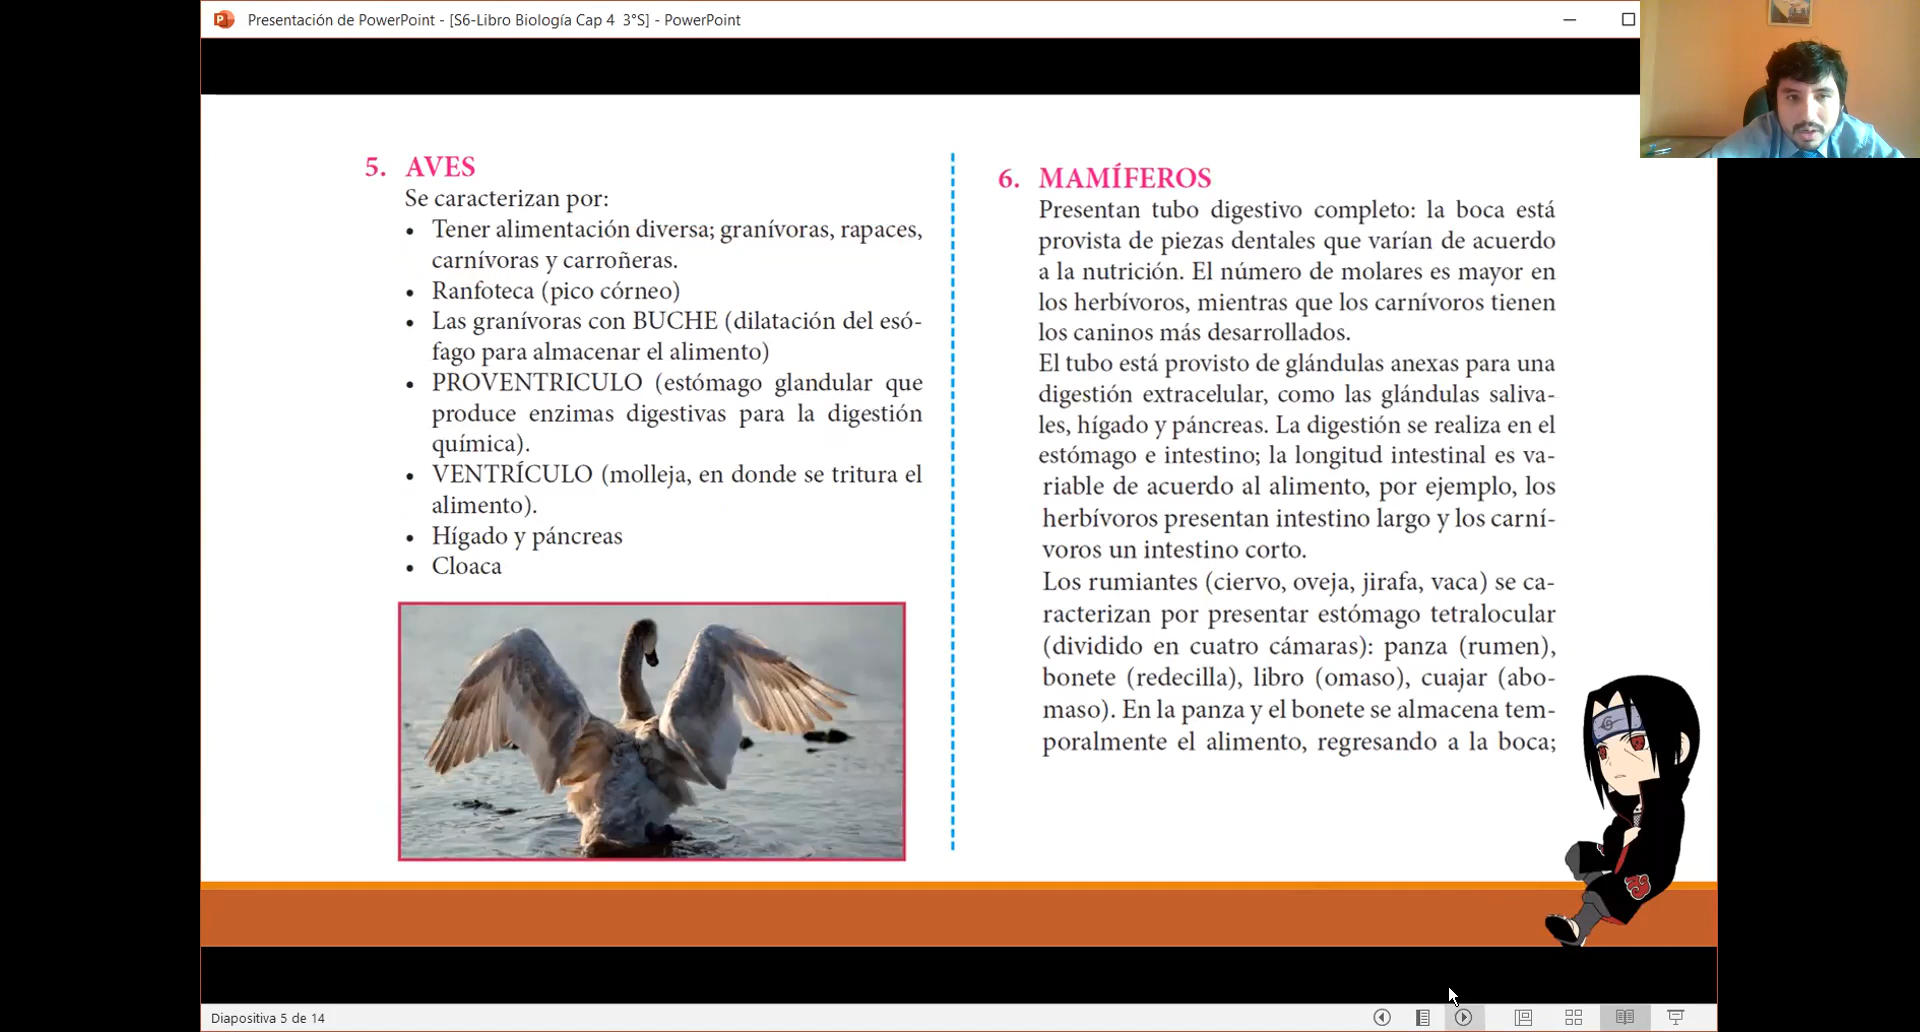 Presentación de PowerPoint - [S6-Libro Biología Cap 4 3°S] - PowerPoint
5. AVES
Se caracterizan por:
• Tener alimentación diversa; granívoras, rapaces,
carnívoras y carroñeras.
• Ranfoteca (pico córneo)
• Las granívoras con BUCHE (dilatación del esó-
fago para almacenar el alimento)
• PROVENTRICULO (estómago glandular que
produce enzimas digestivas para la digestión
química).
• VENTRÍCULO (molleja, en donde se tritura el
alimento).
• Hígado y páncreas
• Cloaca
6. MAMÍFEROS
Presentan tubo digestivo completo: la boca está
provista de piezas dentales que varían de acuerdo
a la nutrición. El número de molares es mayor en
los herbívoros, mientras que los carnívoros tienen
los caninos más desarrollados.
El tubo está provisto de glándulas anexas para una
digestión extracelular, como las glándulas saliva-
les, hígado y páncreas. La digestión se realiza en el
estómago e intestino; la longitud intestinal es va-
riable de acuerdo al alimento, por ejemplo, los
herbívoros presentan intestino largo y los carní-
voros un intestino corto.
Los rumiantes (ciervo, oveja, jirafa, vaca) se ca-
racterizan por presentar estómago tetralocular
(dividido en cuatro cámaras): panza (rumen),
bonete (redecilla), libro (omaso), cuajar (abo-
maso). En la panza y el bonete se almacena tem-
poralmente el alimento, regresando a la boca;
Diapositiva 5 de 14